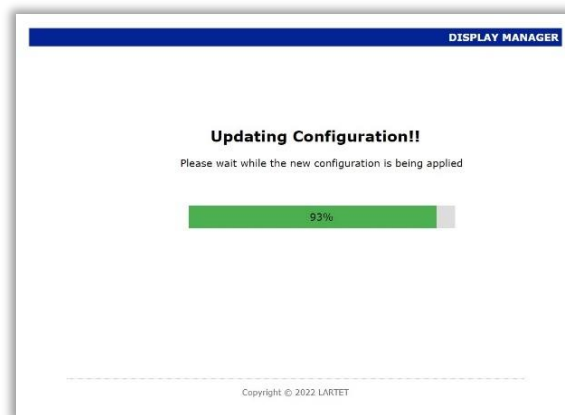 DISPLAY MANAGER
Updating Configuration!!
Please wait while the new configuration is being applied
93%
Copyright © 2022 LARTET